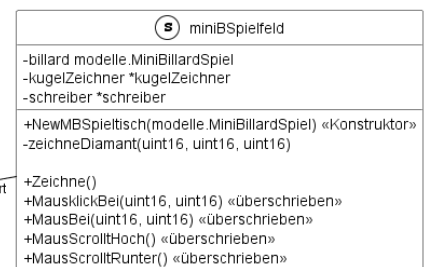 S miniBSpielfeld
-billard modelle.MiniBillardSpiel
-kugelZeichner *kugelZeichner
-schreiber *schreiber
+NewMBSpieltisch(modelle.MiniBillardSpiel) «Konstruktor»
-zeichneDiamant(uint16, uint16, uint16)
+Zeichne()
rt
+MausklickBei(uint16, uint16) «überschrieben»
+MausBei(uint16, uint16) «überschrieben»
+MausScrolltHoch() «überschrieben»
+MausScrolltRunter() «überschrieben»